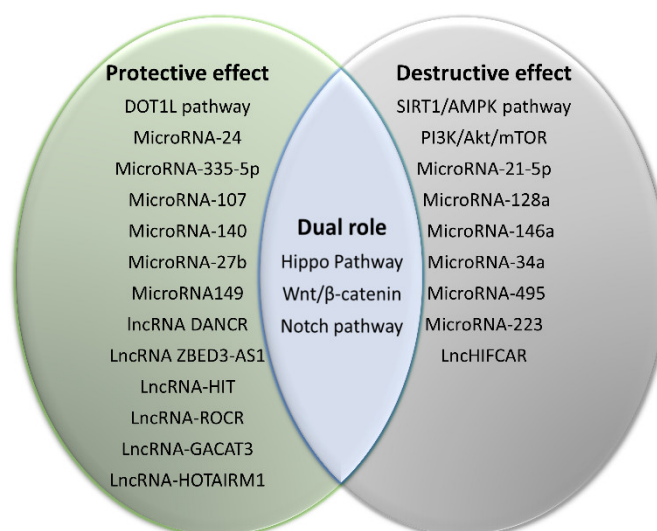 Protective effect
DOT1L pathway
MicroRNA-24
MicroRNA-335-5p
MicroRNA-107
MicroRNA-140
MicroRNA-27b
MicroRNA149
lncRNA DANCR
LncRNA ZBED3-AS1
LncRNA-HIT
LncRNA-ROCR
LncRNA-GACAT3
LncRNA-HOTAIRM1
Dual role
Hippo Pathway
Wnt/β-catenin
Notch pathway
Destructive effect
SIRT1/AMPK pathway
PI3K/Akt/mTOR
MicroRNA-21-5p
MicroRNA-128a
MicroRNA-146a
MicroRNA-34a
MicroRNA-495
MicroRNA-223
LncHIFCAR